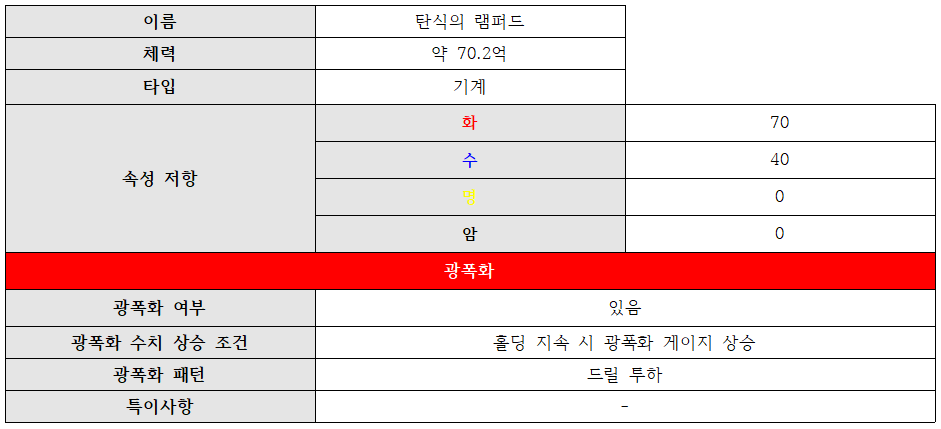 이름 탄식의 램퍼드
체력 약 70.2억
타입 기계
속성 저항
화 70
수 40
명 0
암 0
광폭화
광폭화 여부 있음
광폭화 수치 상승 조건 홀딩 지속 시 광폭화 게이지 상승
광폭화 패턴 드릴 투하
특이사항 -